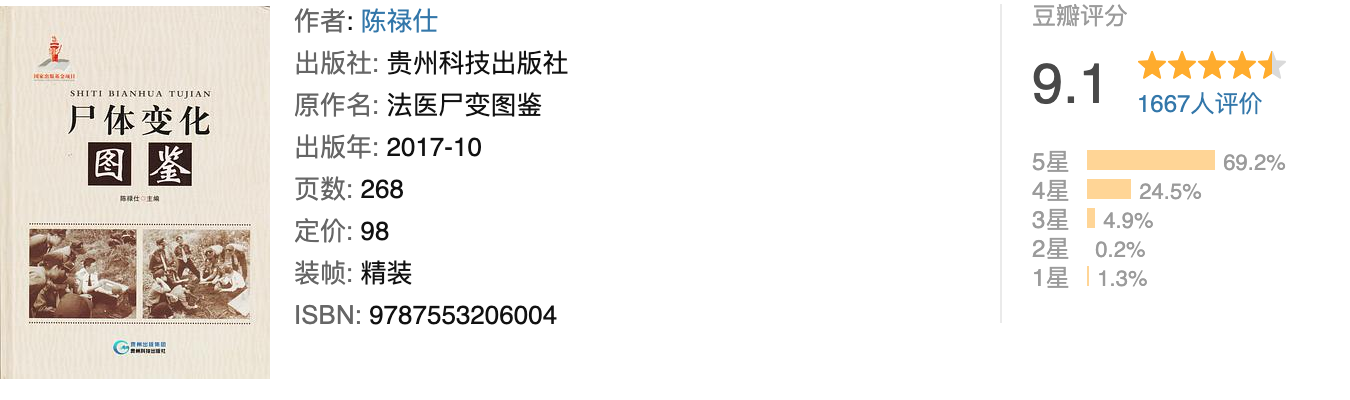 国家出版基金项目
SHITI BIANHUA TUJIAN
尸体变化
图鉴
陈禄仕○主编
贵州出版集团
贵州科技出版社
作者: 陈禄仕
出版社: 贵州科技出版社
原作名: 法医尸变图鉴
出版年: 2017-10
页数: 268
定价: 98
装帧: 精装
ISBN: 9787553206004
豆瓣评分
9.1
1667人评价
5星 69.2%
4星 24.5%
3星 4.9%
2星 0.2%
1星 1.3%